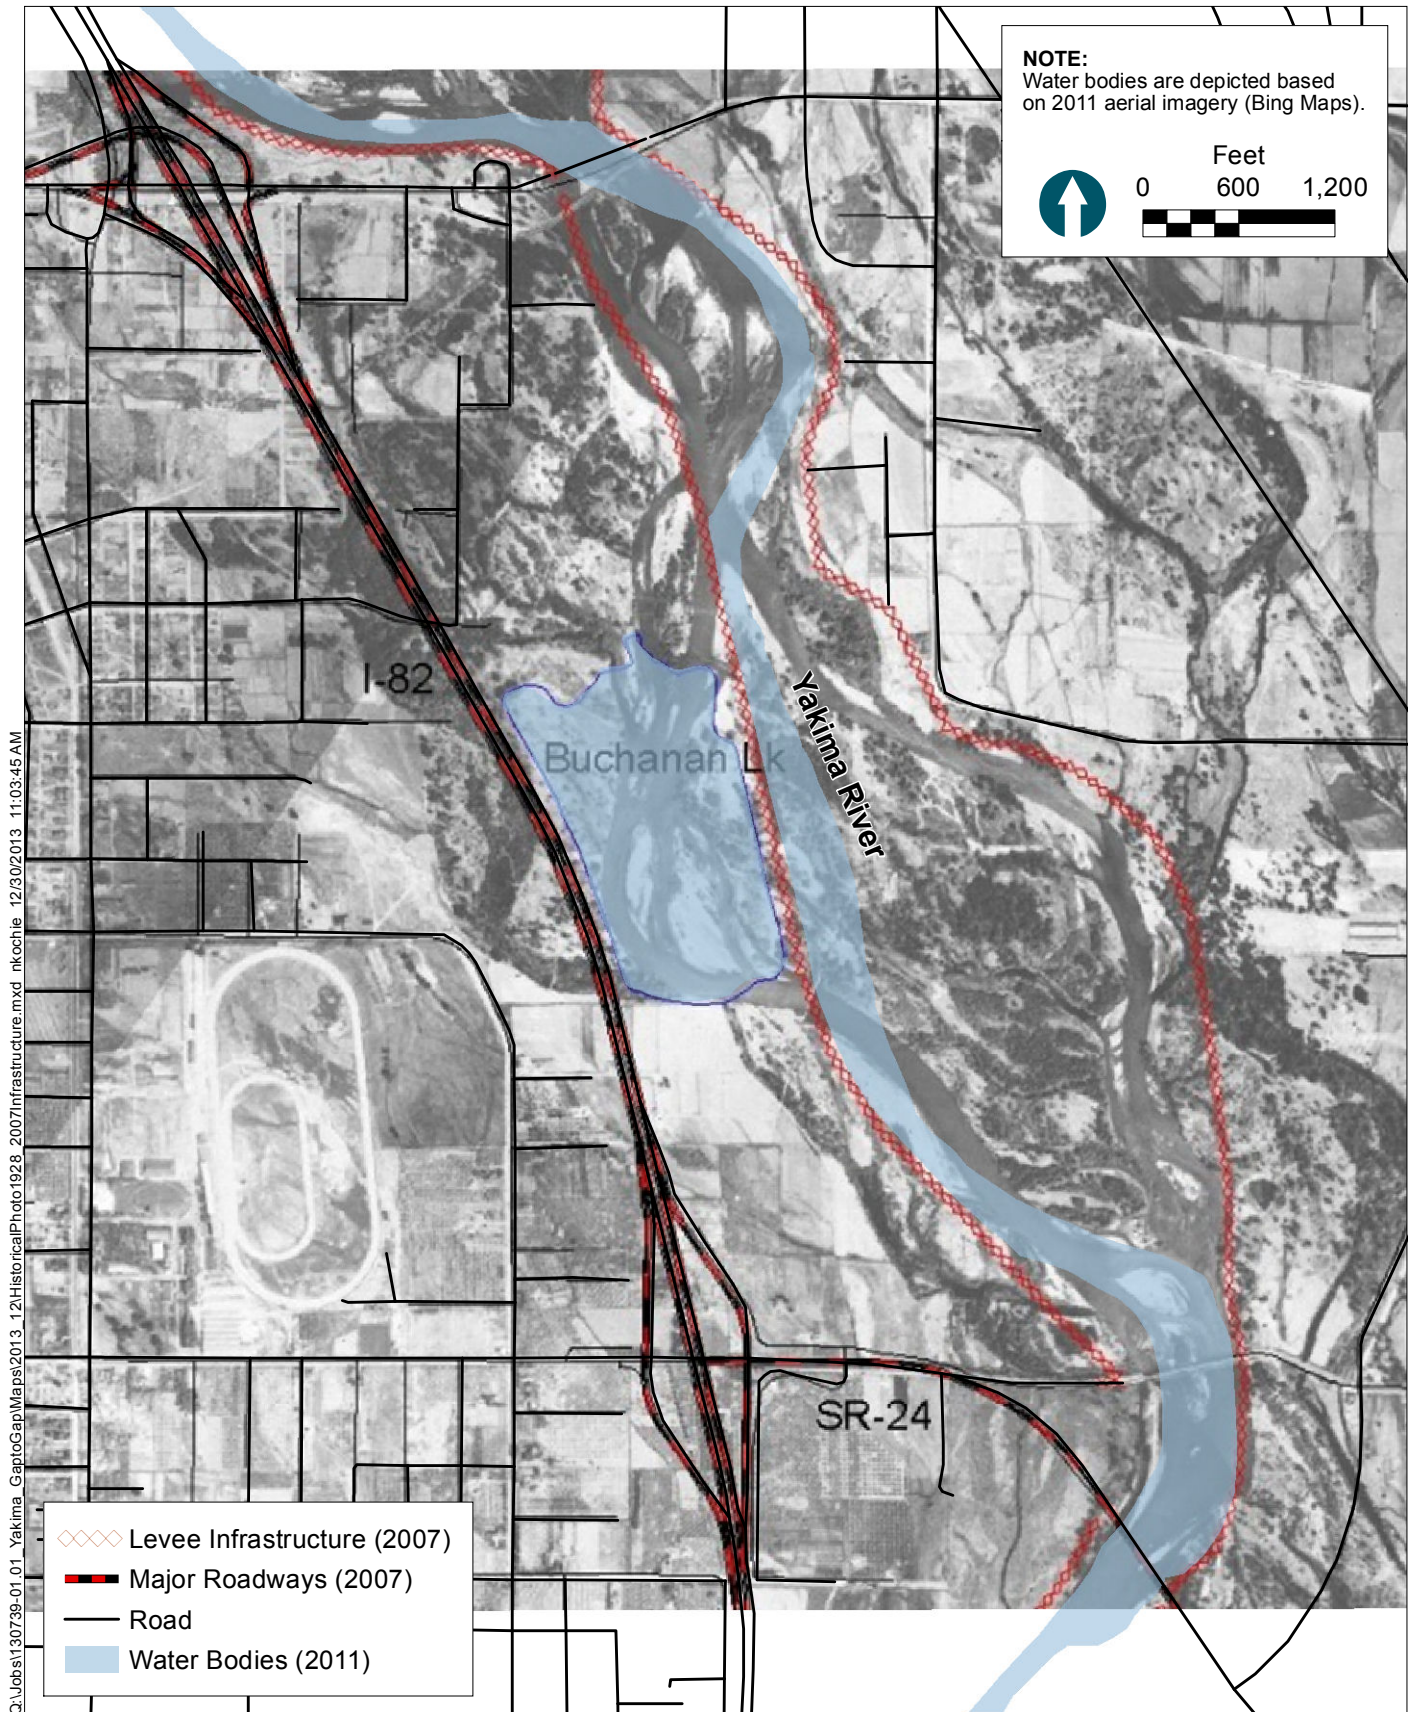 NOTE:
Water bodies are depicted based
on 2011 aerial imagery (Bing Maps).
Feet
0 600 1,200
I-82
Buchanan Lk
Yakima River
SR-24
Levee Infrastructure (2007)
Major Roadways (2007)
Road
Water Bodies (2011)
Q:\Jobs\130739-01.01_Yakima_GaptoGap\Maps\2013_12\HistoricalPhoto1928_2007Infrastructure.mxd nkochie 12/30/2013 11:03:45 AM